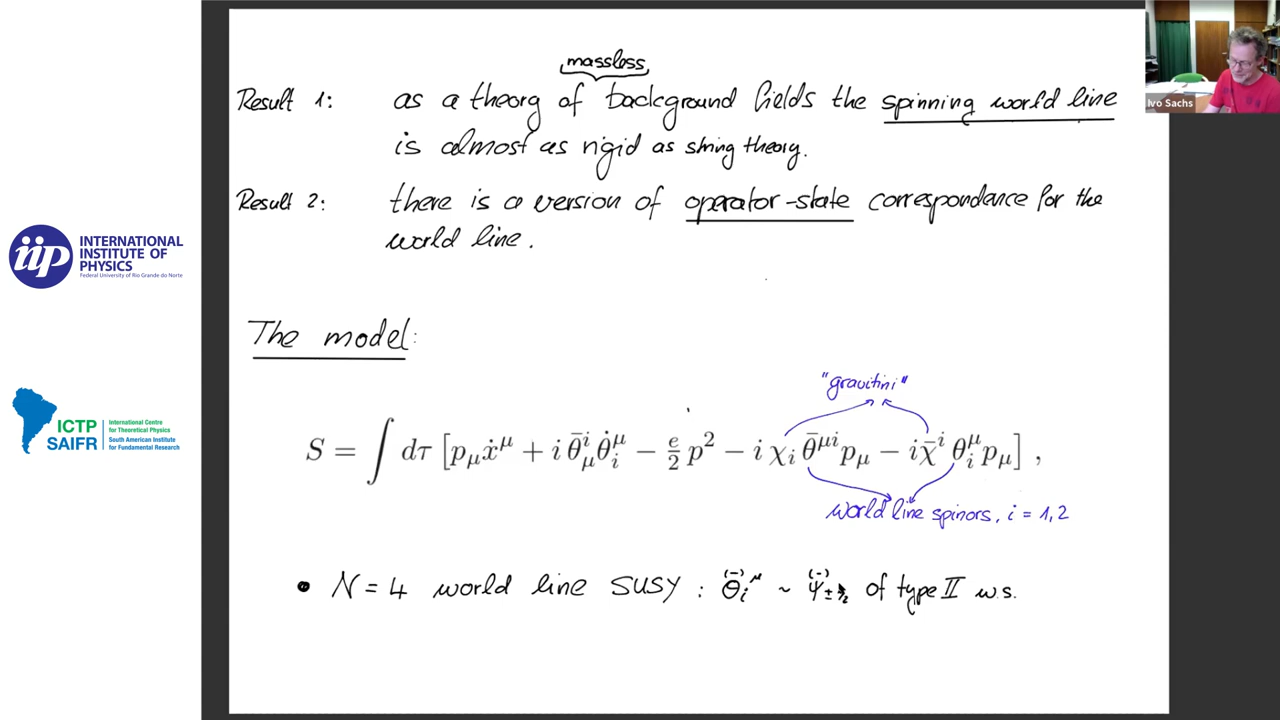 massless
Result 1: as a theory of background fields the spinning world line
is almost as rigid as string theory.
Result 2: there is a version of operator-state correspondence for the
world line.
The model:
"gravitini"
S = ∫ dτ [p_μ ẋ^μ + i θ̄^i_μ θ̇^μ_i − e/2 p² − i χ_i θ̄^{μi} p_μ − i χ̄^i θ^μ_i p_μ] ,
world line spinors, i = 1,2
• N = 4 world line SUSY : θ^(-)_i^μ ~ ψ^(-)_± of type II w.s.
iip INTERNATIONAL
INSTITUTE OF
PHYSICS
Federal University of Rio Grande do Norte
ICTP
SAIFR
International Centre
for Theoretical Physics
South American Institute
for Fundamental Research
Ivo Sachs